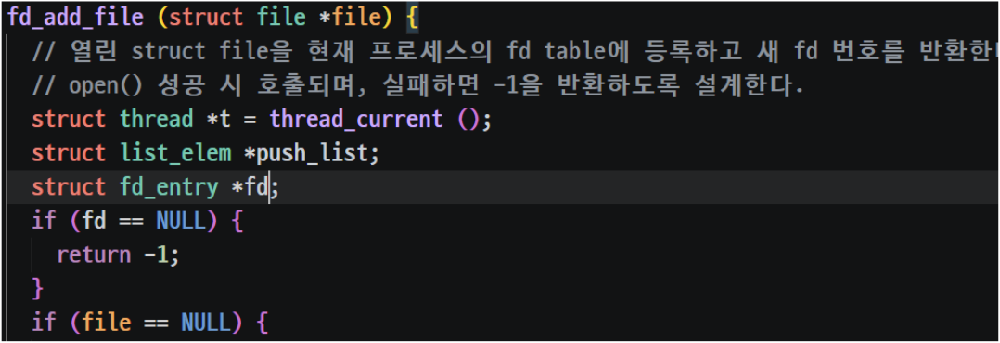 fd_add_file (struct file *file) {
// 열린 struct file을 현재 프로세스의 fd table에 등록하고 새 fd 번호를 반환한
// open() 성공 시 호출되며, 실패하면 -1을 반환하도록 설계한다.
struct thread *t = thread_current ();
struct list_elem *push_list;
struct fd_entry *fd;
if (fd == NULL) {
return -1;
}
if (file == NULL) {